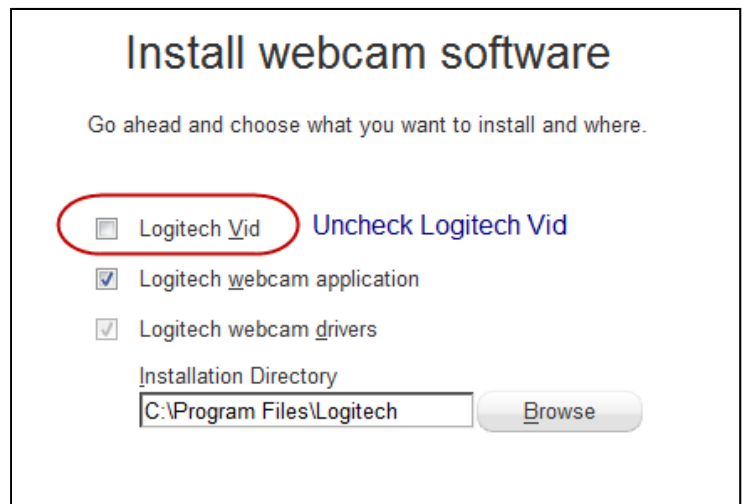 Install webcam software
Go ahead and choose what you want to install and where.
Logitech Vid Uncheck Logitech Vid
Logitech webcam application
Logitech webcam drivers
Installation Directory
C:\Program Files\Logitech Browse